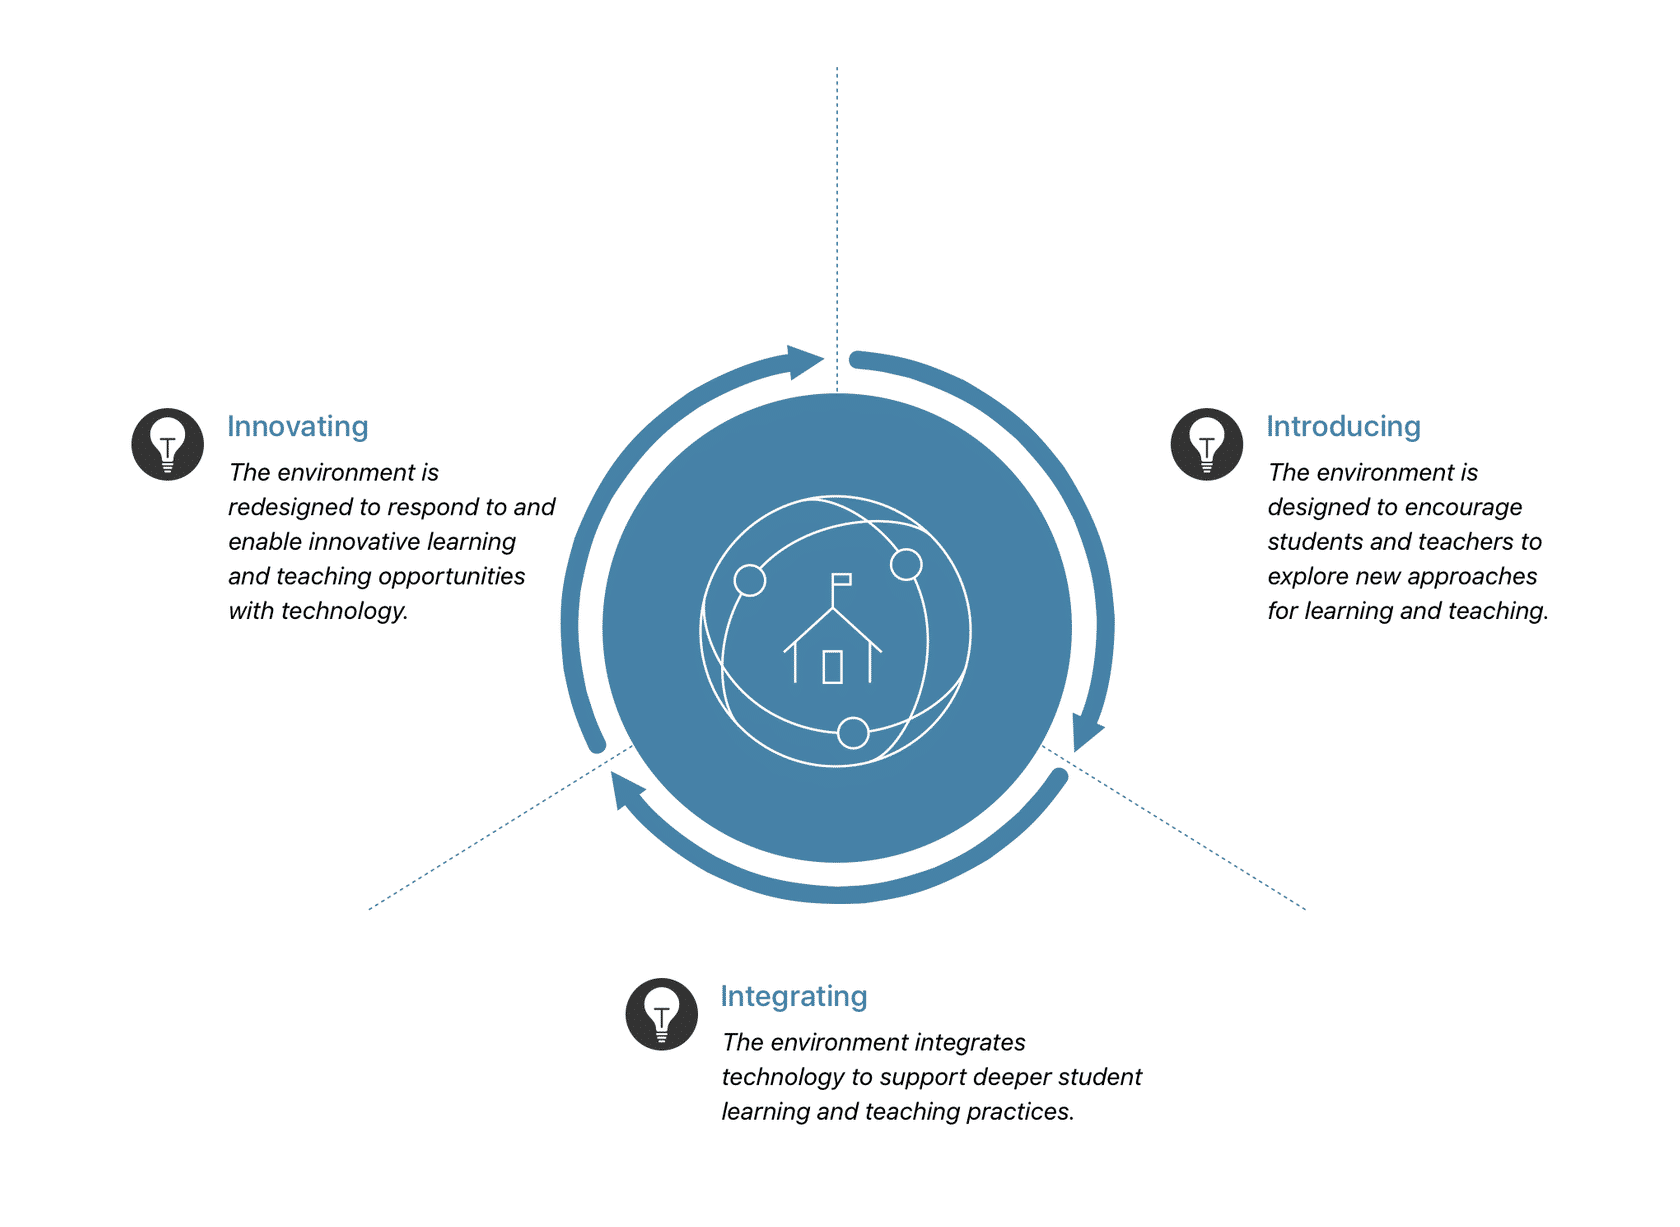 Innovating
The environment is
redesigned to respond to and
enable innovative learning
and teaching opportunities
with technology.
Introducing
The environment is
designed to encourage
students and teachers to
explore new approaches
for learning and teaching.
Integrating
The environment integrates
technology to support deeper student
learning and teaching practices.